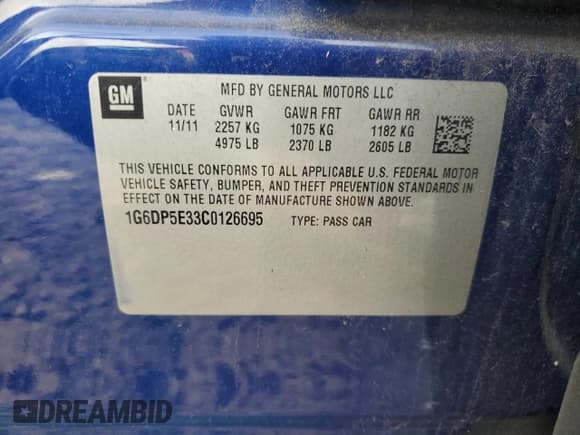 GM
MFD BY GENERAL MOTORS LLC
DATE GVWR GAWR FRT GAWR RR
11/11 2257 KG 1075 KG 1182 KG
4975 LB 2370 LB 2605 LB
THIS VEHICLE CONFORMS TO ALL APPLICABLE U.S. FEDERAL MOTOR
VEHICLE SAFETY, BUMPER, AND THEFT PREVENTION STANDARDS IN
EFFECT ON THE DATE OF MANUFACTURE SHOWN ABOVE.
1G6DP5E33C0126695 TYPE: PASS CAR
DREAMBID